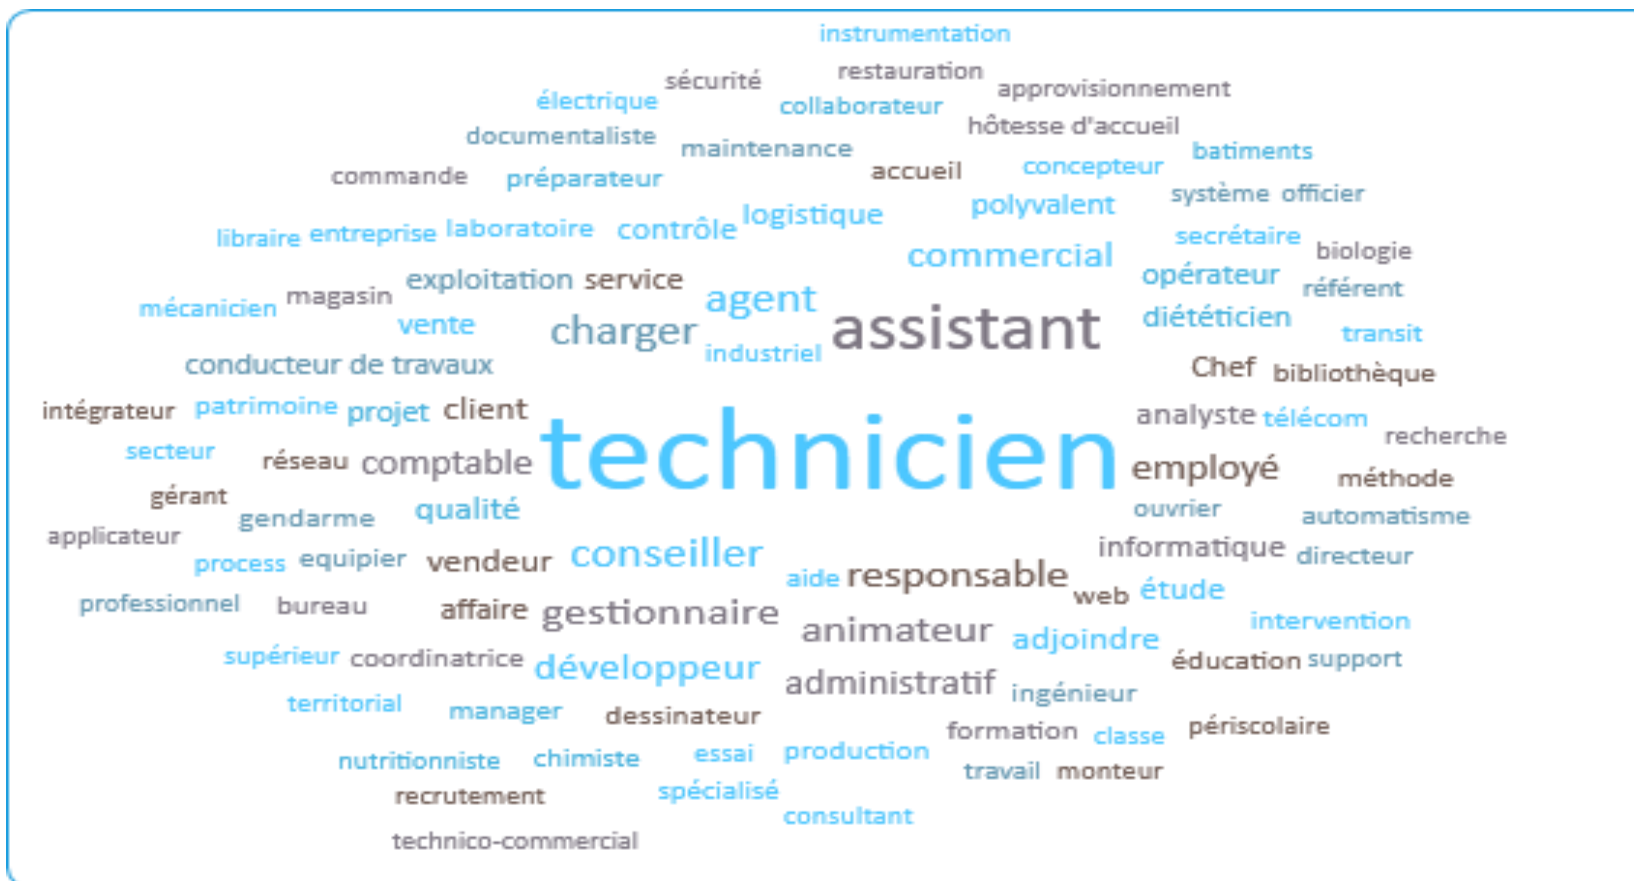 instrumentation
sécurité restauration approvisionnement
électrique collaborateur
documentaliste maintenance hôtesse d'accueil
commande préparateur accueil concepteur batiments
système officier
libraire entreprise laboratoire contrôle logistique polyvalent
commercial secrétaire biologie
mécanicien magasin exploitation service agent opérateur référent
vente charger industriel assistant diététicien transit
conducteur de travaux Chef bibliothèque
intégrateur patrimoine projet client analyste télécom recherche
secteur réseau comptable technicien employé méthode
gérant gendarme qualité ouvrier automatisme
applicateur process equipier vendeur conseiller informatique directeur
professionnel bureau affaire gestionnaire aide responsable web étude
animateur adjoindre intervention
supérieur coordinatrice développeur administratif ingénieur éducation support
territorial manager dessinateur formation classe périscolaire
nutritionniste chimiste essai production travail monteur
recrutement spécialisé consultant
technico-commercial